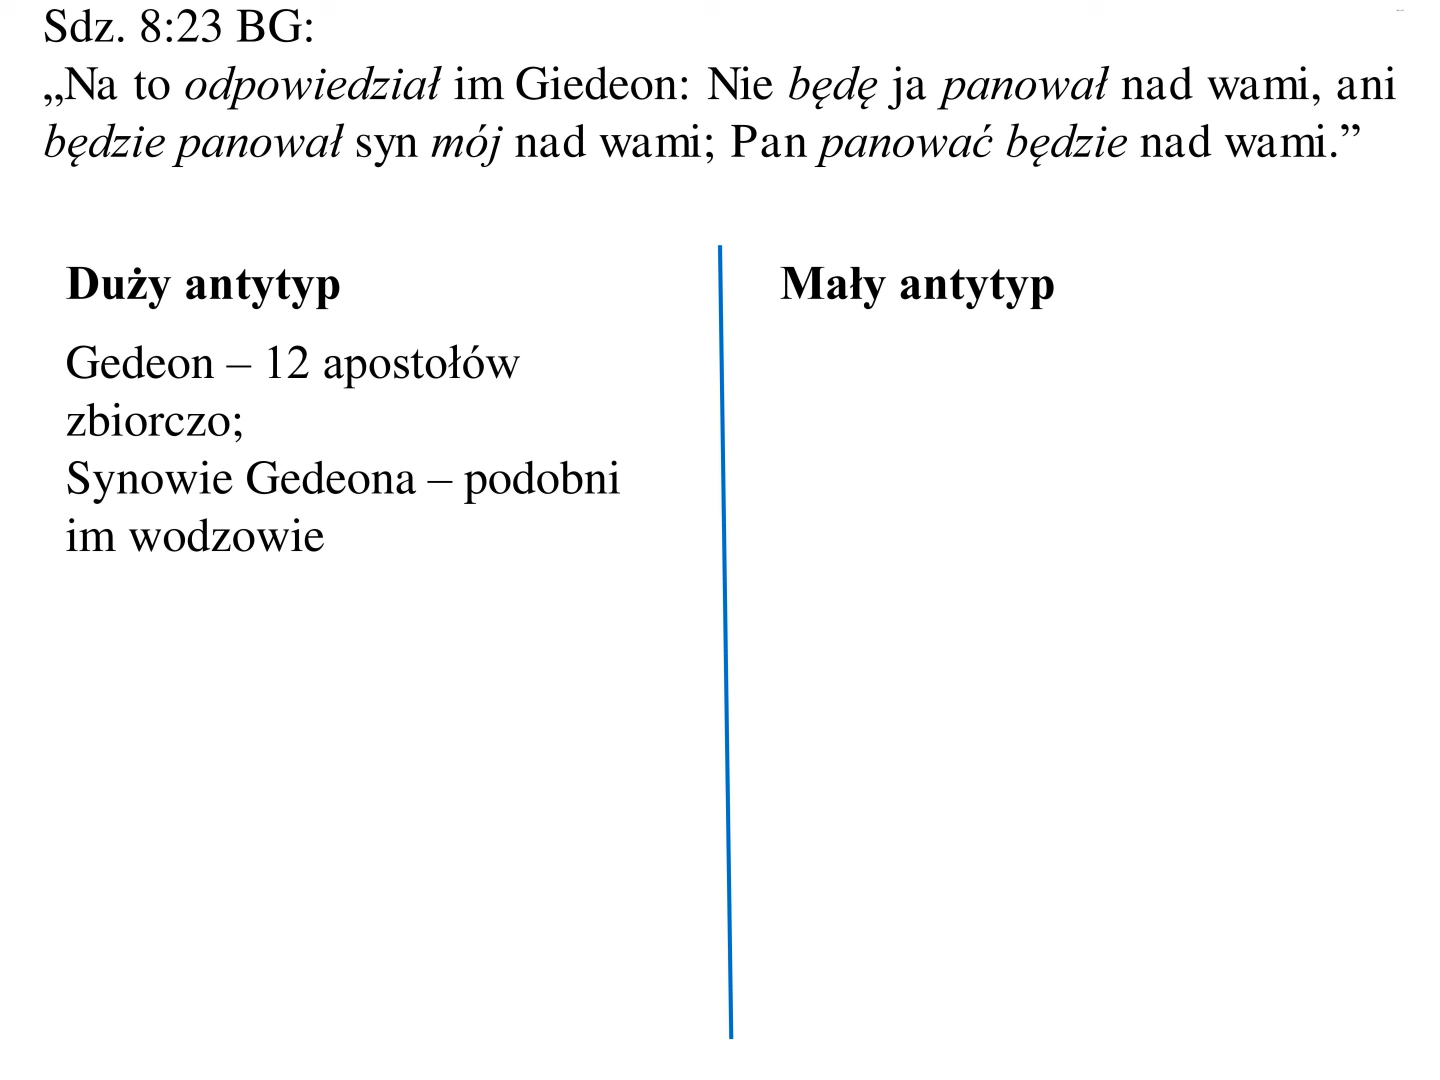 Sdz. 8:23 BG:
„Na to odpowiedział im Giedeon: Nie będę ja panował nad wami, ani
będzie panował syn mój nad wami; Pan panować będzie nad wami.”
Duży antytyp
Gedeon – 12 apostołów
zbiorczo;
Synowie Gedeona – podobni
im wodzowie
Mały antytyp